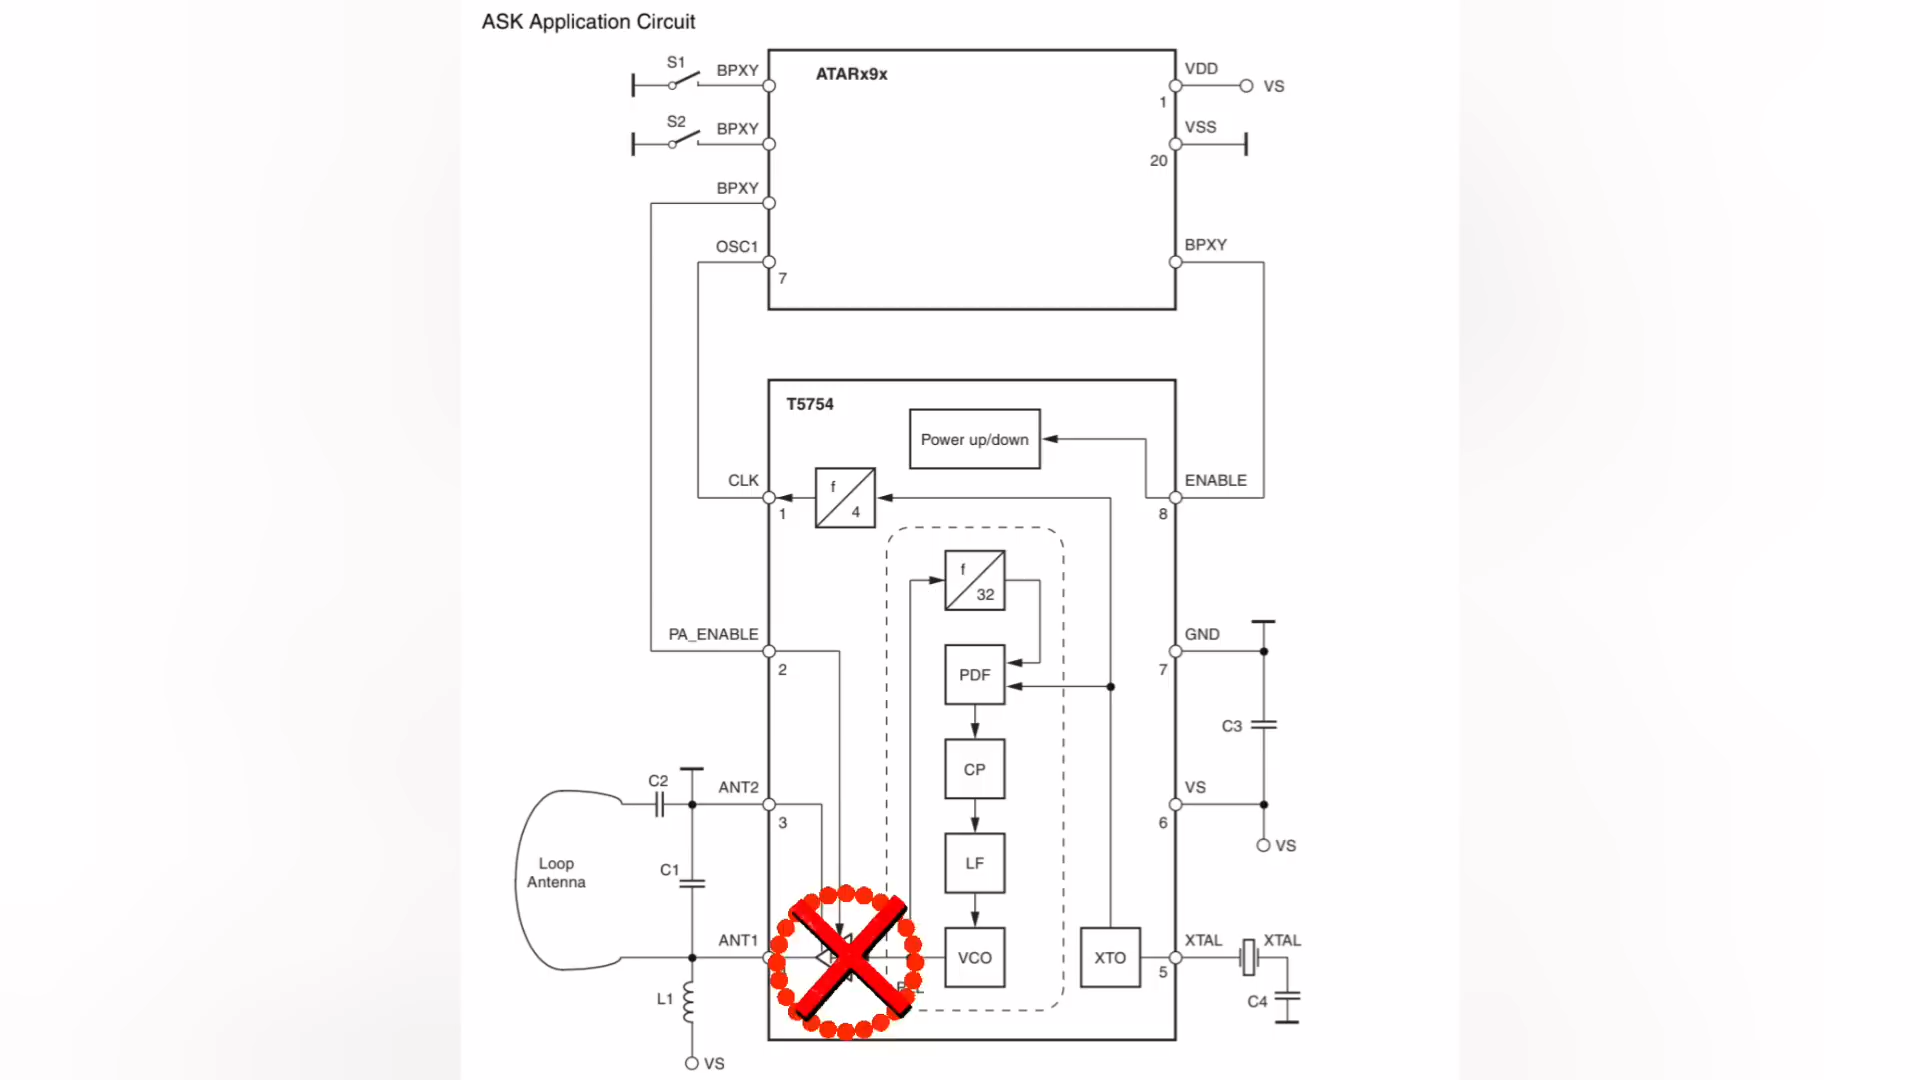 ASK Application Circuit
S1
BPXY
ATARx9x
VDD
1
VS
S2
BPXY
VSS
20
BPXY
OSC1
7
BPXY
T5754
Power up/down
CLK
1
f
4
ENABLE
8
f
32
PA_ENABLE
2
PDF
GND
7
C3
CP
C2
ANT2
3
VS
6
VS
Loop
Antenna
C1
LF
ANT1
VCO
XTO
XTAL
5
XTAL
L1
C4
VS